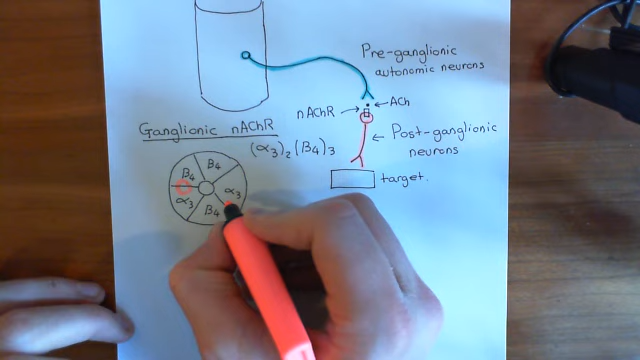 Pre-ganglionic
autonomic neurons
ACh
nAChR
Ganglionic nAChR
Post-ganglionic
neurons
(α₃)₂(β₄)₃
target.
β₄
β₄
α₃
α₃
β₄